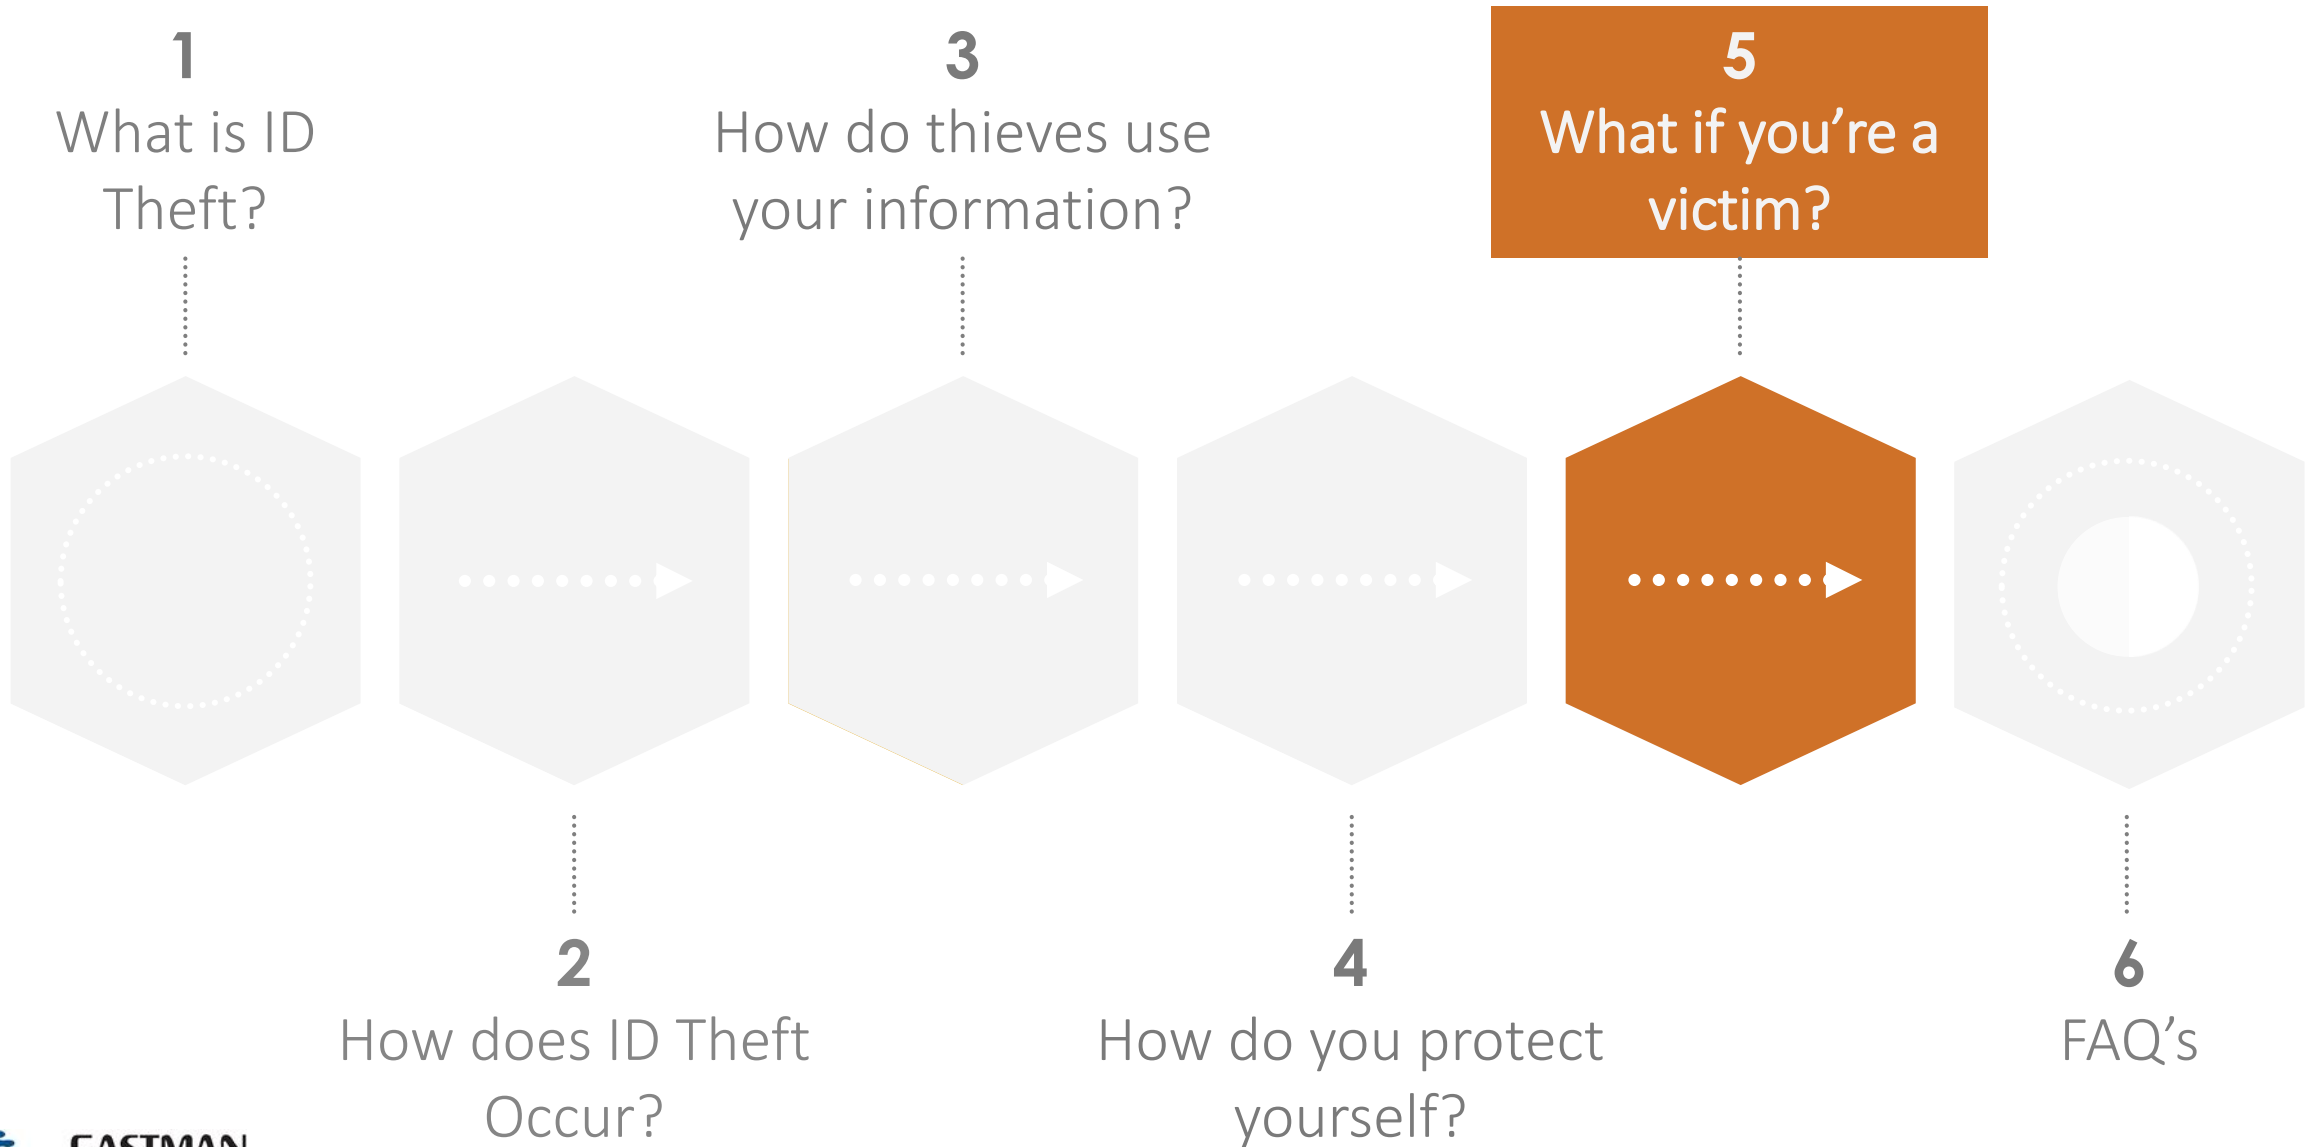 1
What is ID
Theft?
3
How do thieves use
your information?
5
What if you’re a
victim?
2
How does ID Theft
Occur?
4
How do you protect
yourself?
6
FAQ’s
EASTMAN